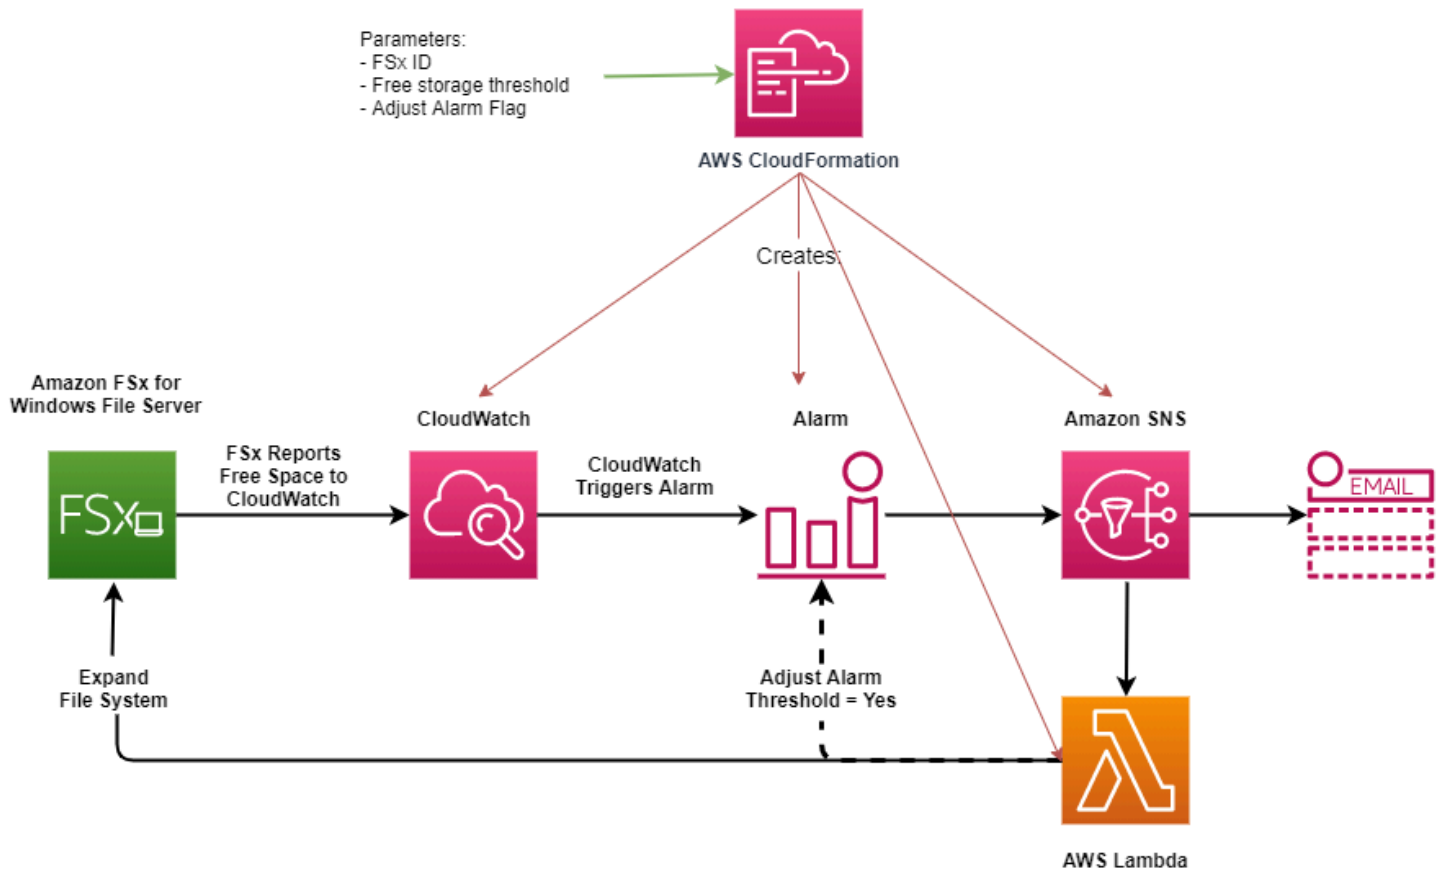 Parameters:
- FSx ID
- Free storage threshold
- Adjust Alarm Flag
AWS CloudFormation
Creates:
Amazon FSx for
Windows File Server
FSx
FSx Reports
Free Space to
CloudWatch
CloudWatch
CloudWatch
Triggers Alarm
Alarm
Amazon SNS
EMAIL
Expand
File System
Adjust Alarm
Threshold = Yes
AWS Lambda